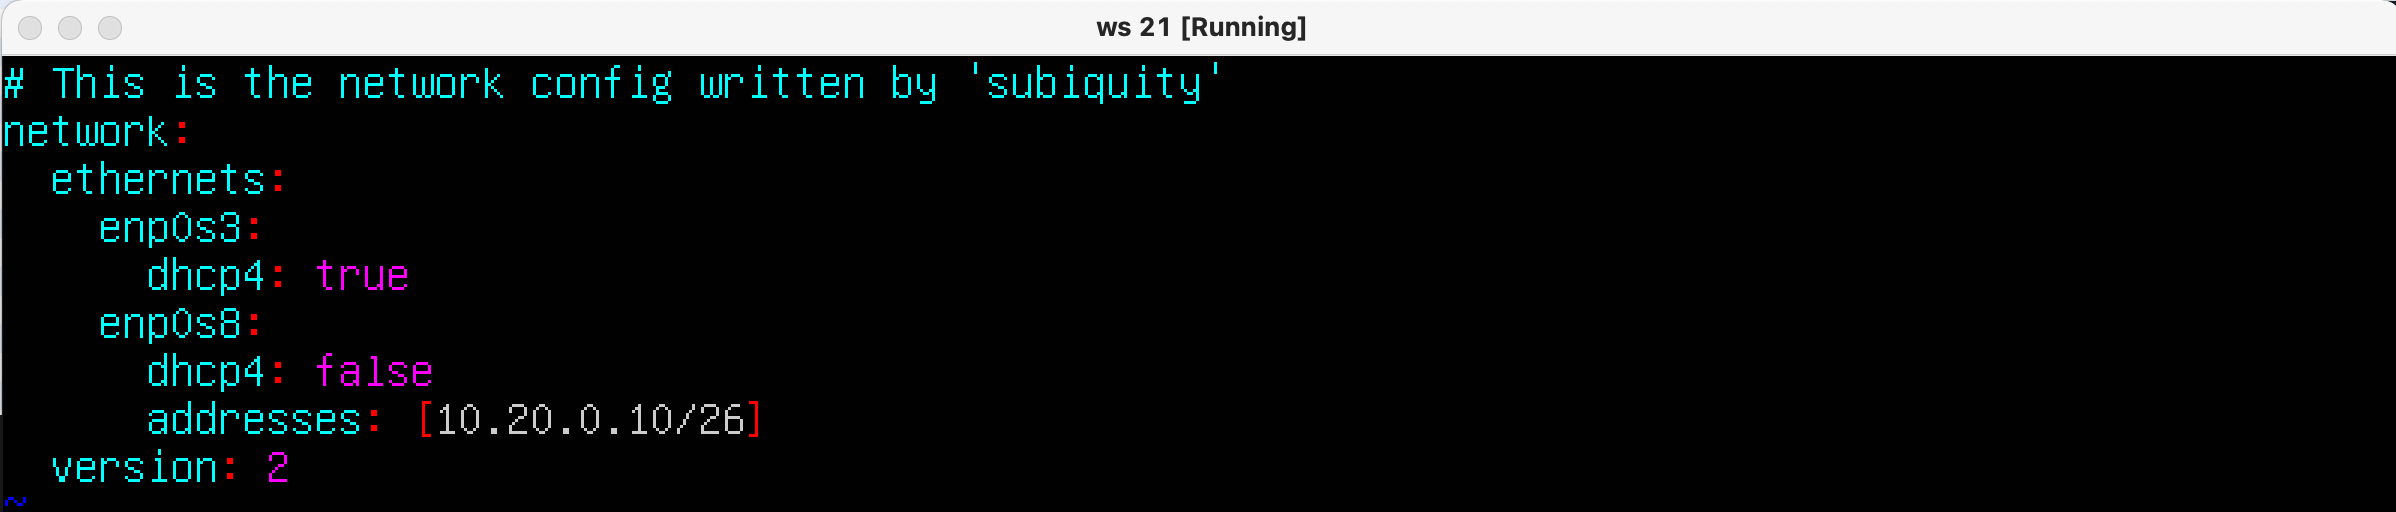 ws 21 [Running]
# This is the network config written by 'subiquity'
network:
  ethernets:
    enp0s3:
      dhcp4: true
    enp0s8:
      dhcp4: false
      addresses: [10.20.0.10/26]
  version: 2
~